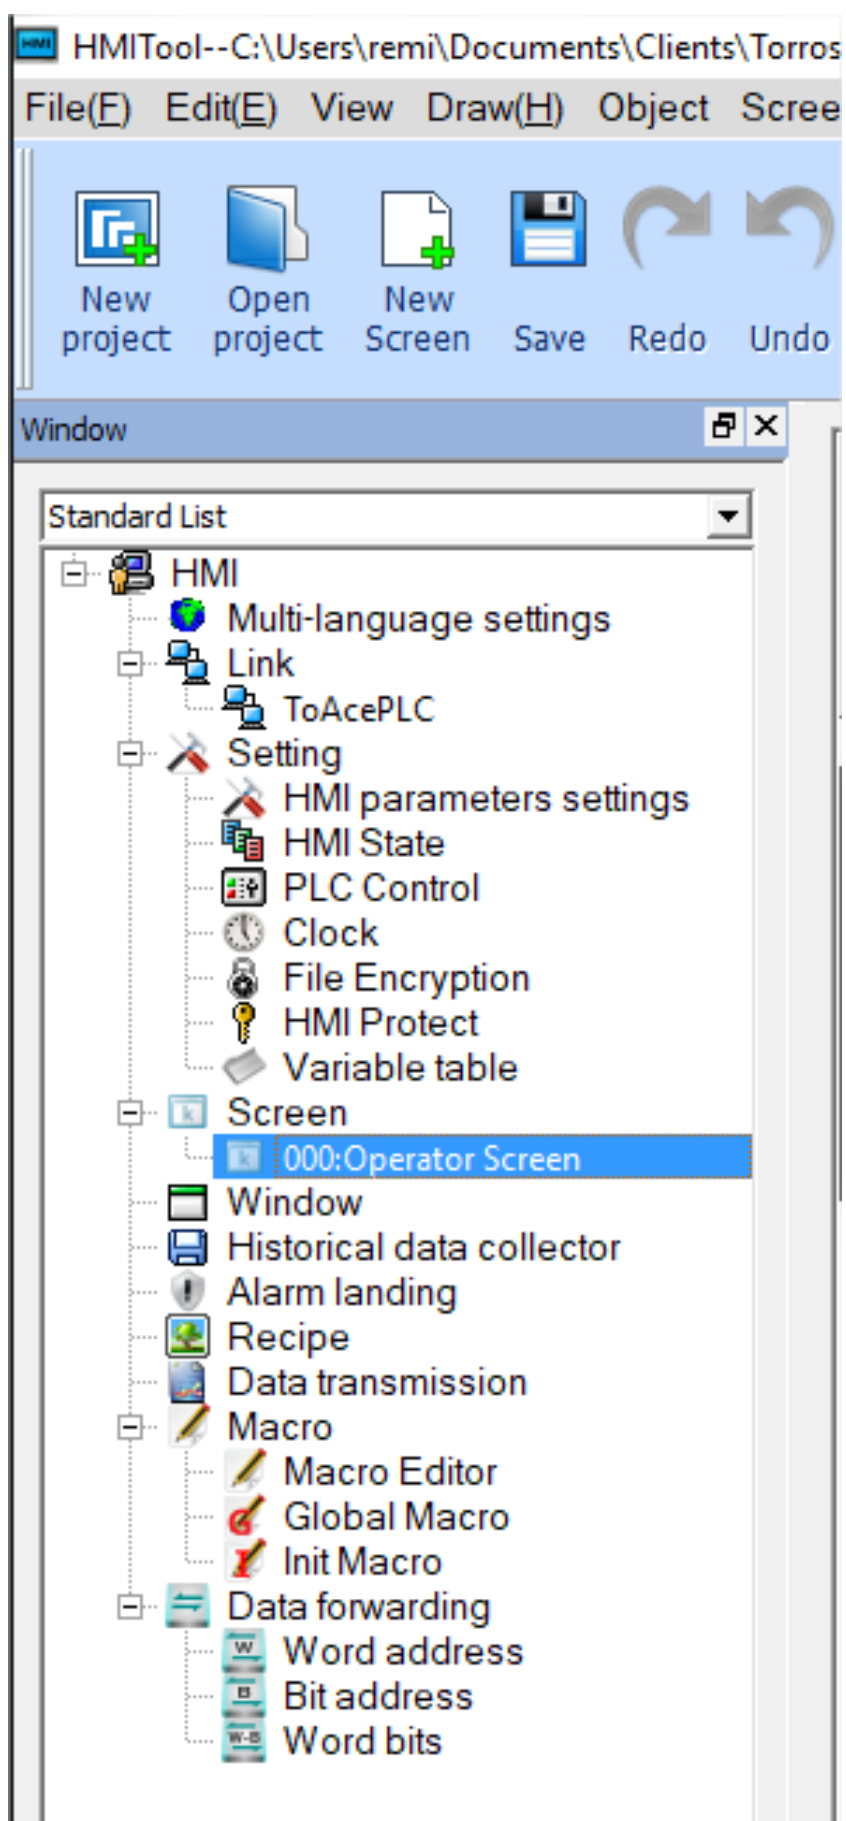 HMI HMITool--C:\Users\remi\Documents\Clients\Torros
File(F) Edit(E) View Draw(H) Object Scree
New project
Open project
New Screen
Save
Redo
Undo
Window
Standard List
HMI
Multi-language settings
Link
ToAcePLC
Setting
HMI parameters settings
HMI State
PLC Control
Clock
File Encryption
HMI Protect
Variable table
k Screen
k 000:Operator Screen
Window
Historical data collector
Alarm landing
Recipe
Data transmission
Macro
Macro Editor
G Global Macro
I Init Macro
Data forwarding
W Word address
B Bit address
W-B Word bits